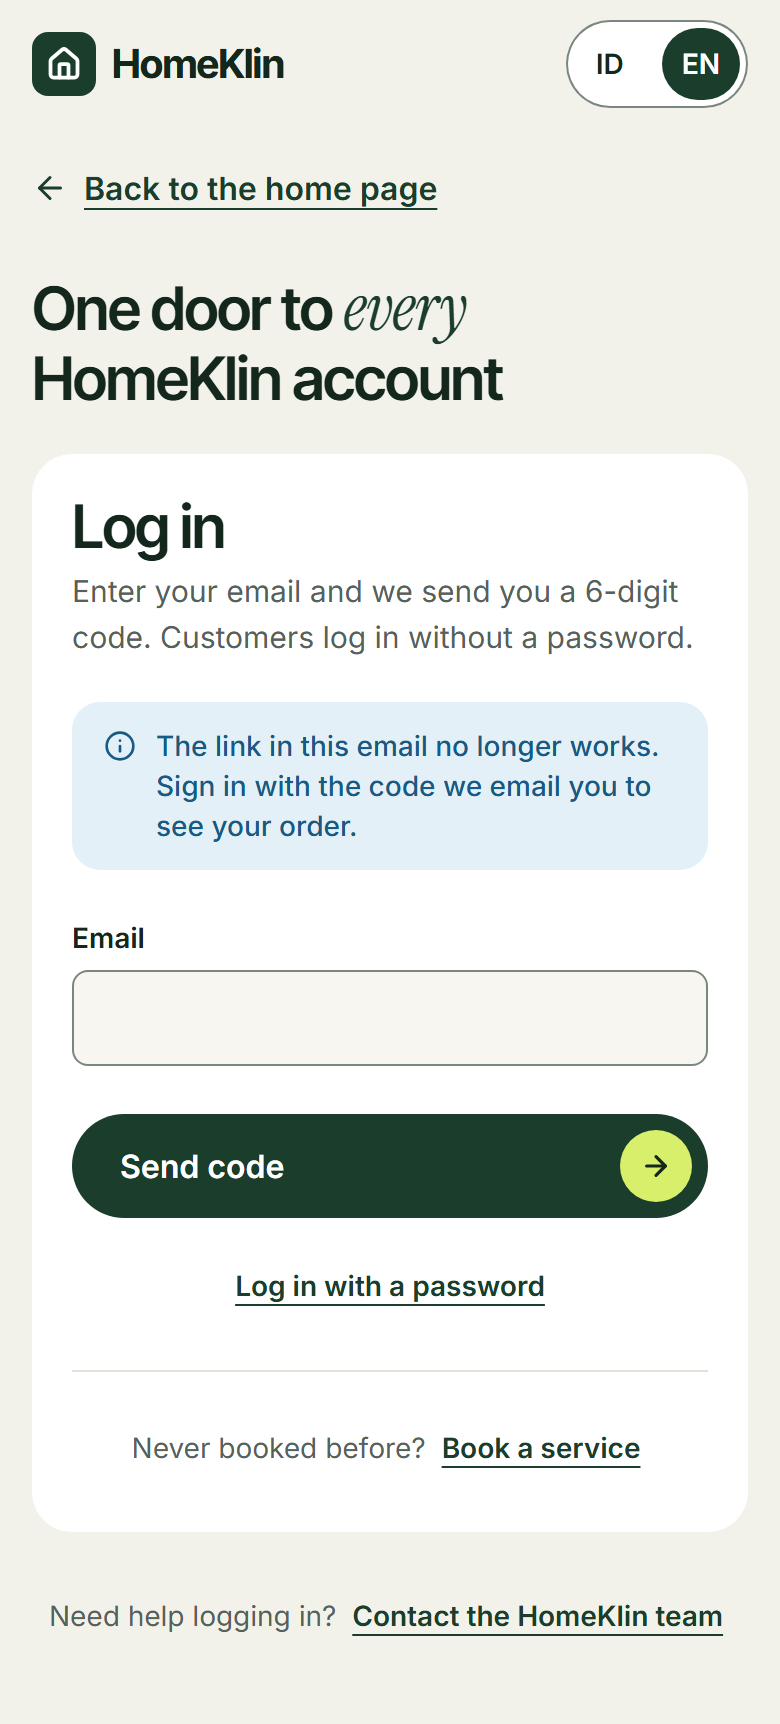 HomeKlin
ID EN
Back to the home page
One door to every
HomeKlin account
Log in
Enter your email and we send you a 6-digit
code. Customers log in without a password.
The link in this email no longer works.
Sign in with the code we email you to
see your order.
Email
Send code
Log in with a password
Never booked before? Book a service
Need help logging in? Contact the HomeKlin team